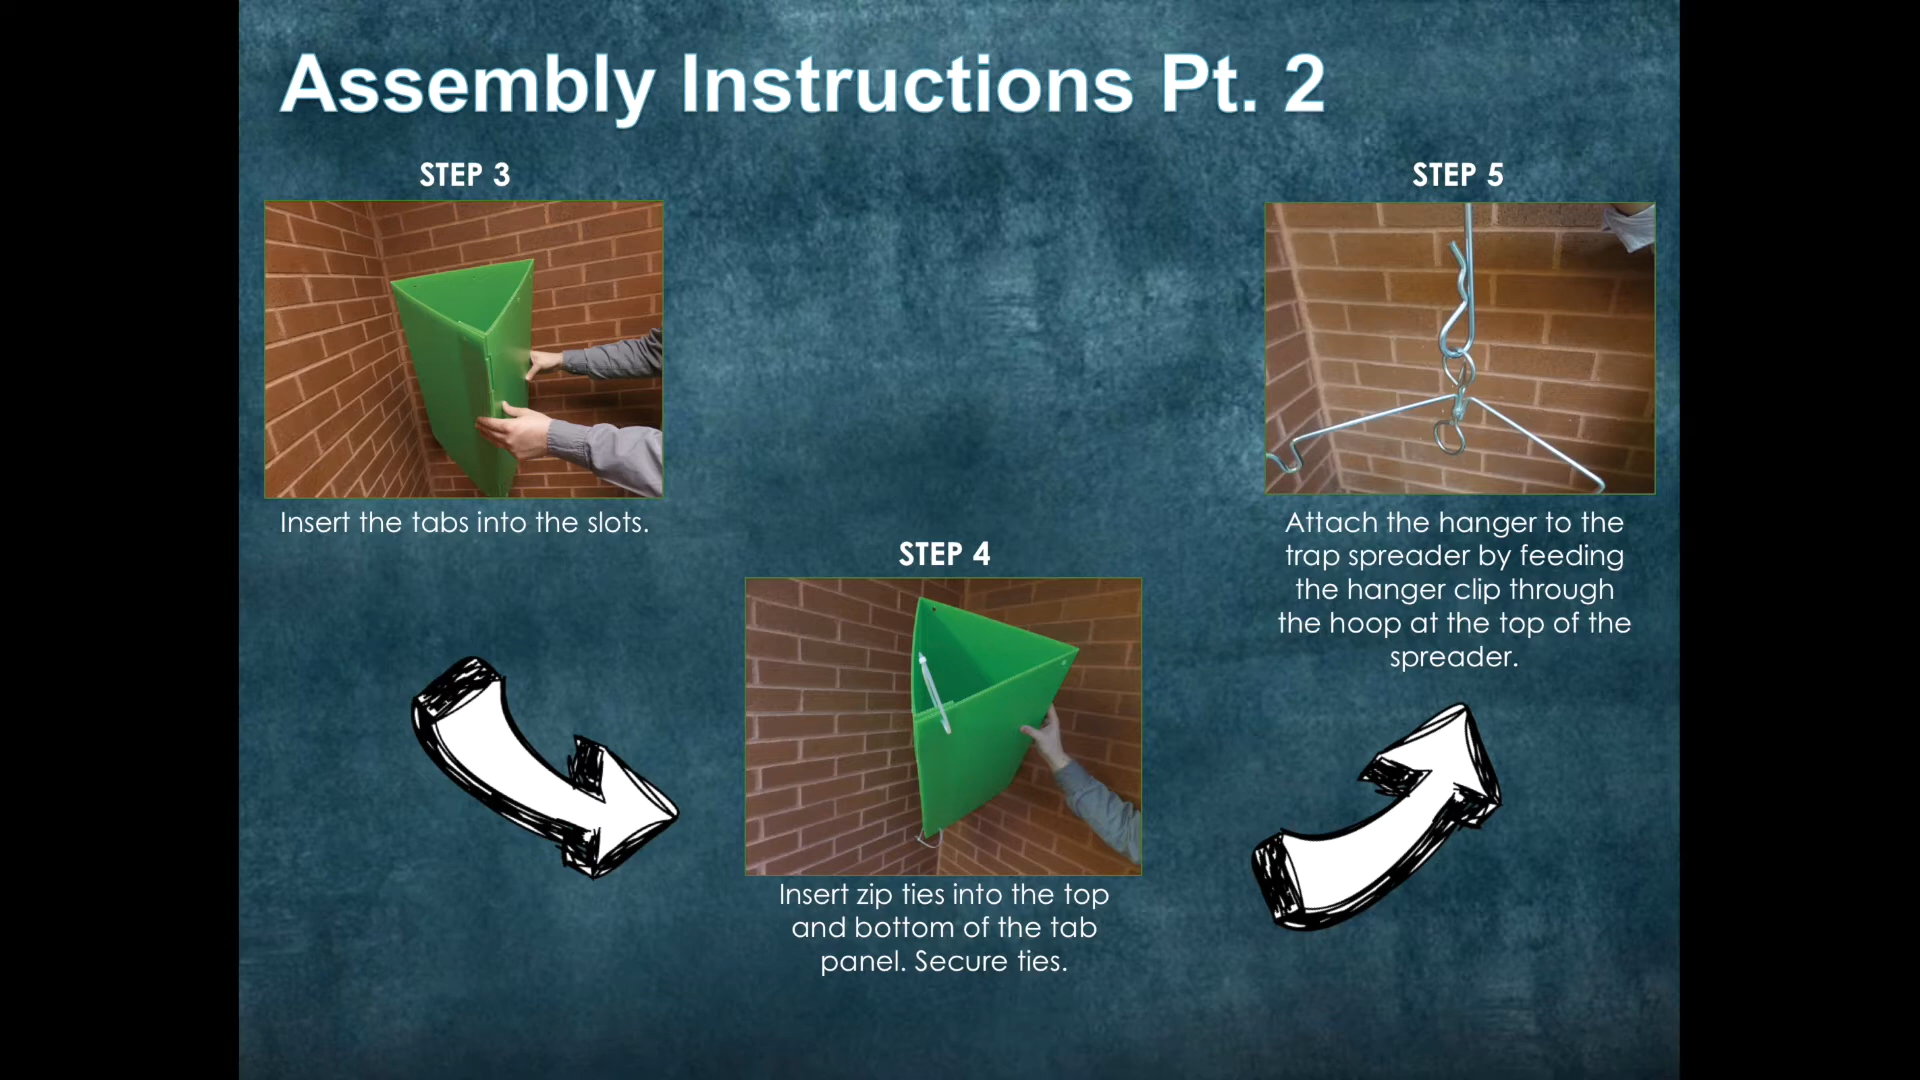 Assembly Instructions Pt. 2
STEP 3
Insert the tabs into the slots.
STEP 4
Insert zip ties into the top
and bottom of the tab
panel. Secure ties.
STEP 5
Attach the hanger to the
trap spreader by feeding
the hanger clip through
the hoop at the top of the
spreader.